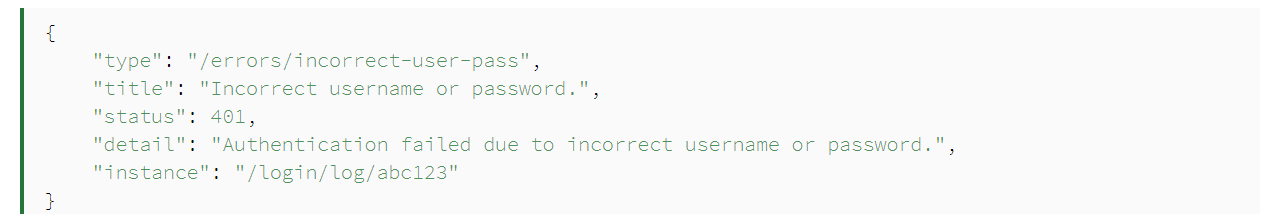 {
    "type": "/errors/incorrect-user-pass",
    "title": "Incorrect username or password.",
    "status": 401,
    "detail": "Authentication failed due to incorrect username or password.",
    "instance": "/login/log/abc123"
}